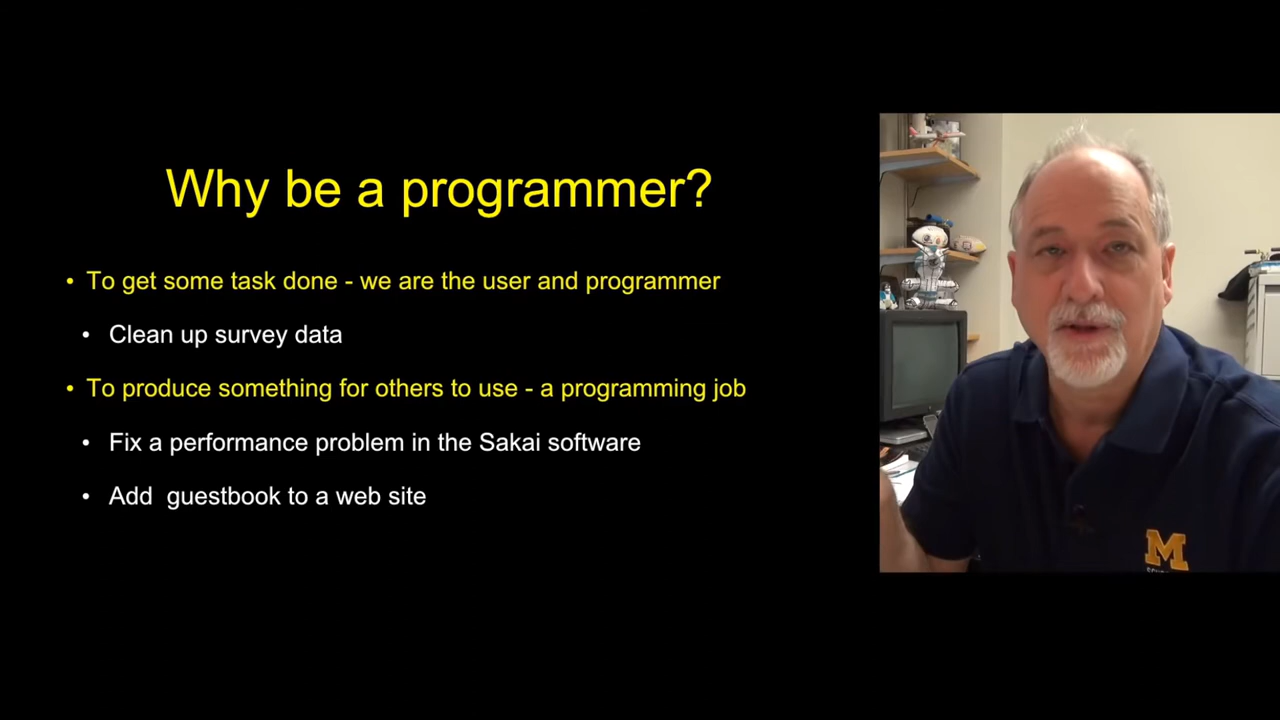 Why be a programmer?
• To get some task done - we are the user and programmer
• Clean up survey data
• To produce something for others to use - a programming job
• Fix a performance problem in the Sakai software
• Add  guestbook to a web site
M